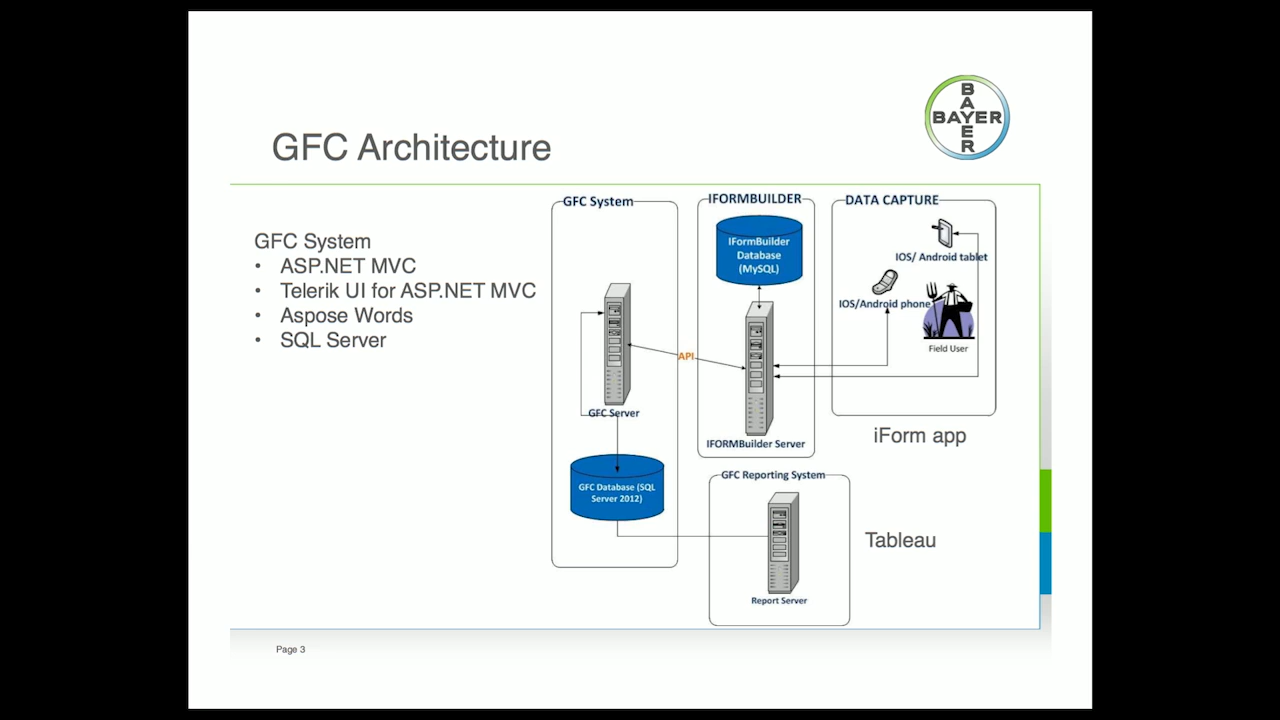 BAYER
BAYER
GFC Architecture
GFC System
• ASP.NET MVC
• Telerik UI for ASP.NET MVC
• Aspose Words
• SQL Server
GFC System
GFC Server
GFC Database (SQL
Server 2012)
IFORMBUILDER
IFormBuilder
Database
(MySQL)
API
IFORMBuilder Server
DATA CAPTURE
IOS/ Android tablet
IOS/Android phone
Field User
iForm app
GFC Reporting System
Report Server
Tableau
Page 3